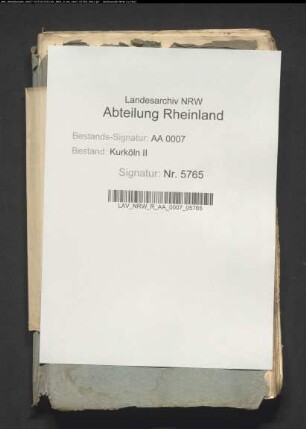 Landesarchiv NRW
Abteilung Rheinland
Bestands-Signatur: AA 0007
Bestand: Kurköln II
Signatur: Nr. 5765
LAV_NRW_R_AA_0007_05765